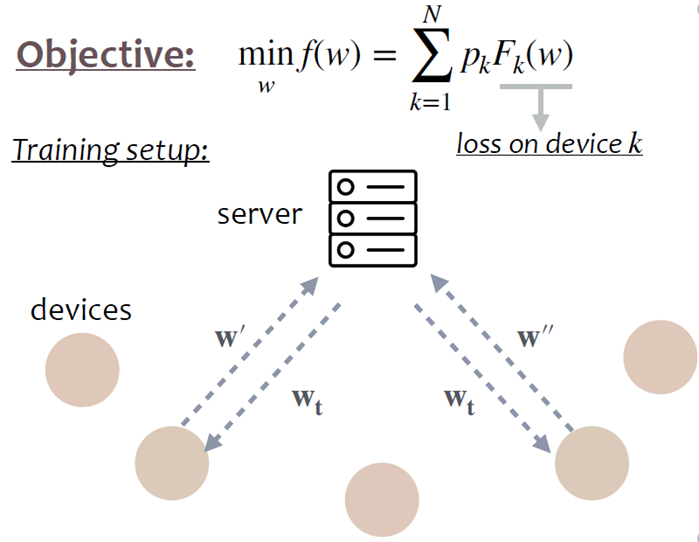 Objective: min_w f(w) = ∑_{k=1}^{N} p_k F_k(w)
Training setup:
loss on device k
server
devices
w′
w″
w_t
w_t